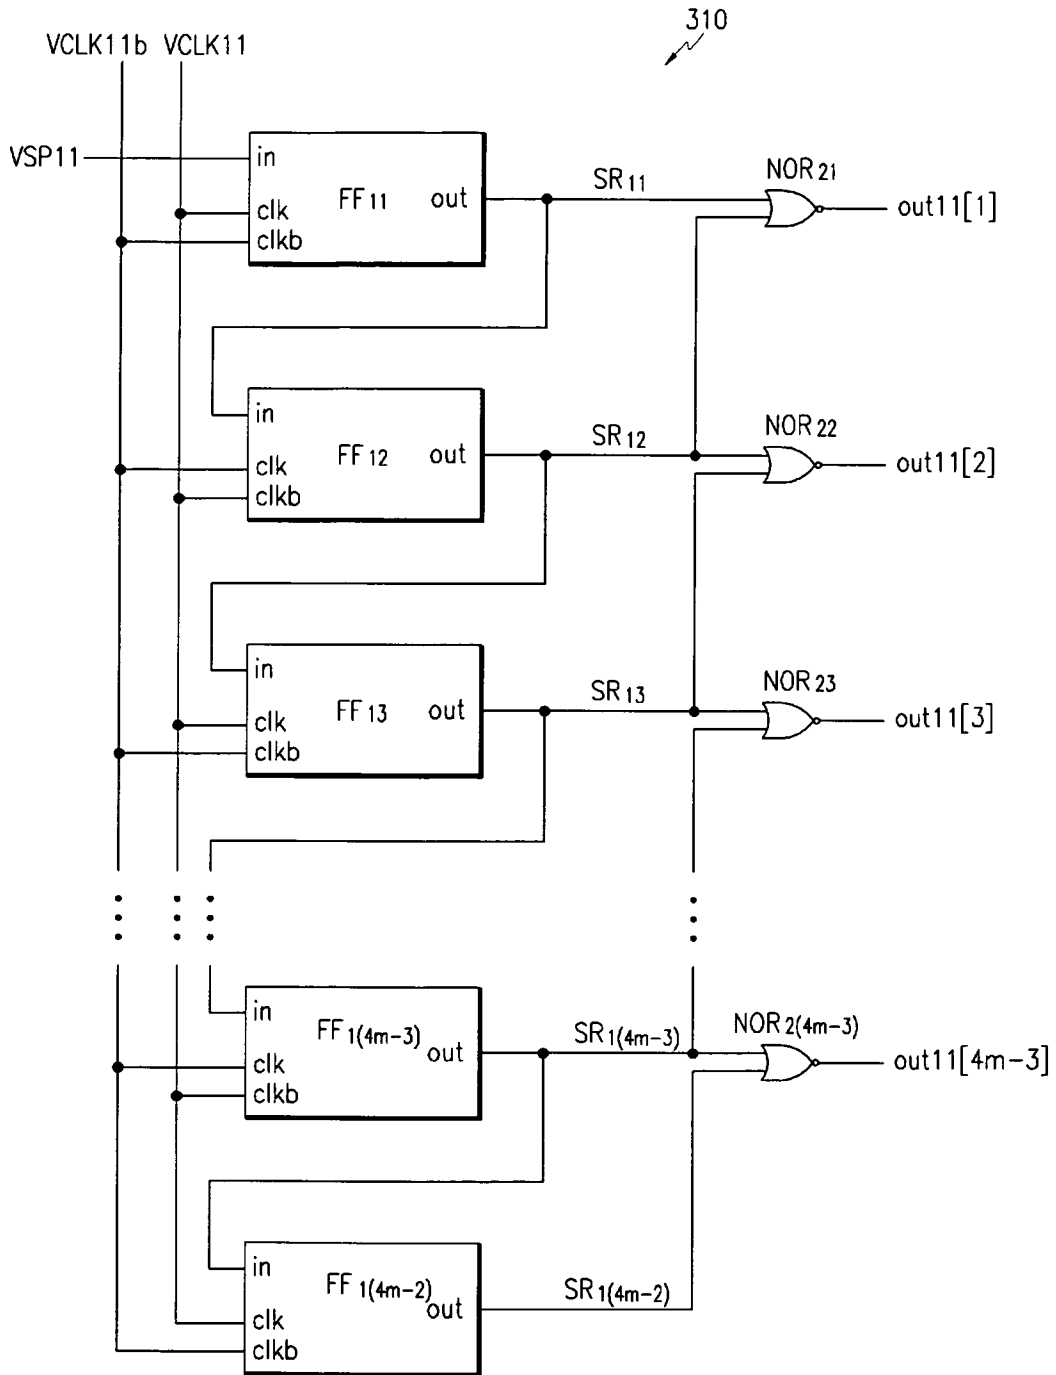 310
VCLK11b VCLK11
VSP11
in
clk
clkb
FF11
out
SR11
NOR21
out11[1]
in
clk
clkb
FF12
out
SR12
NOR22
out11[2]
in
clk
clkb
FF13
out
SR13
NOR23
out11[3]
in
clk
clkb
FF1(4m-3)
out
SR1(4m-3)
NOR2(4m-3)
out11[4m-3]
in
clk
clkb
FF1(4m-2)
out
SR1(4m-2)